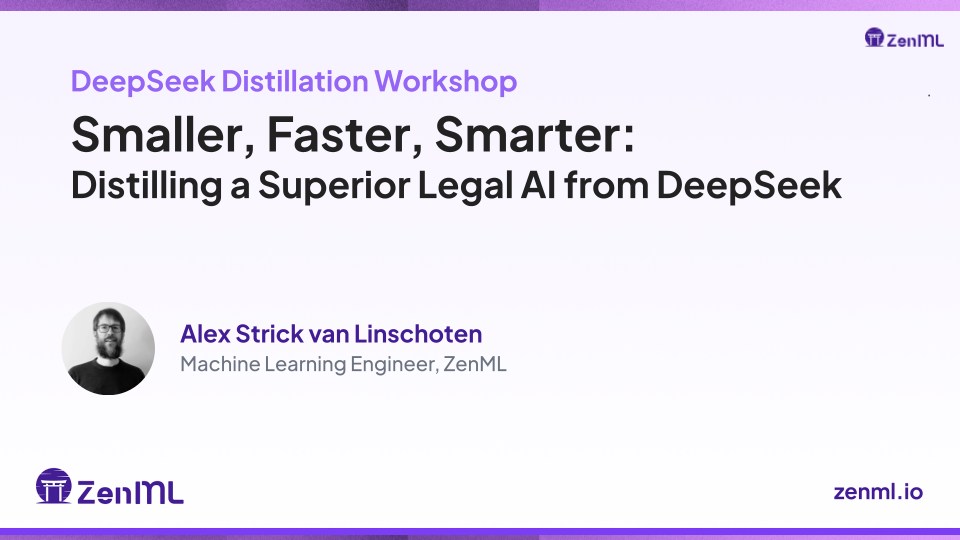 ZenML
DeepSeek Distillation Workshop
Smaller, Faster, Smarter:
Distilling a Superior Legal AI from DeepSeek
Alex Strick van Linschoten
Machine Learning Engineer, ZenML
ZenML
zenml.io